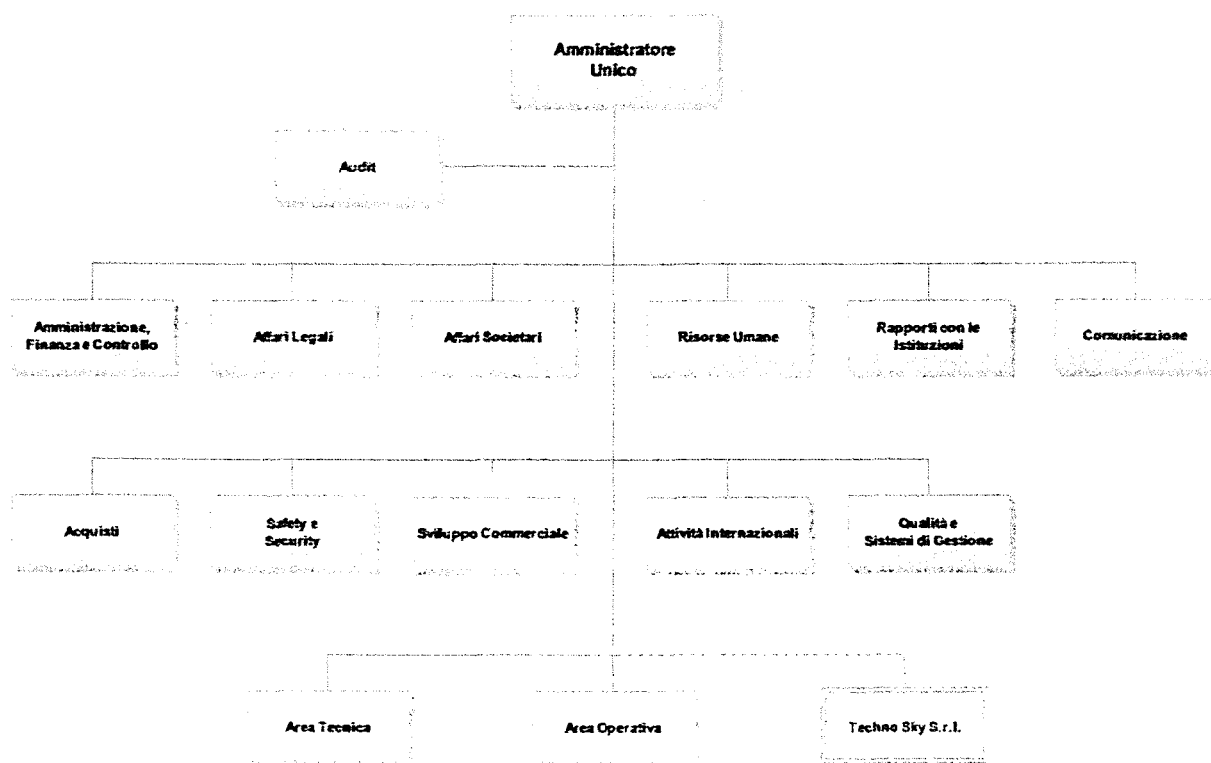 Amministratore
Unico
Audit
Amministrazione,
Finanza e Controllo
Affari Legali
Affari Societari
Risorse Umane
Rapporti con le
Istituzioni
Comunicazione
Acquisti
Safety e
Security
Sviluppo Commerciale
Attività Internazionali
Qualità e
Sistemi di Gestione
Area Tecnica
Area Operativa
Techno Sky S.r.l.